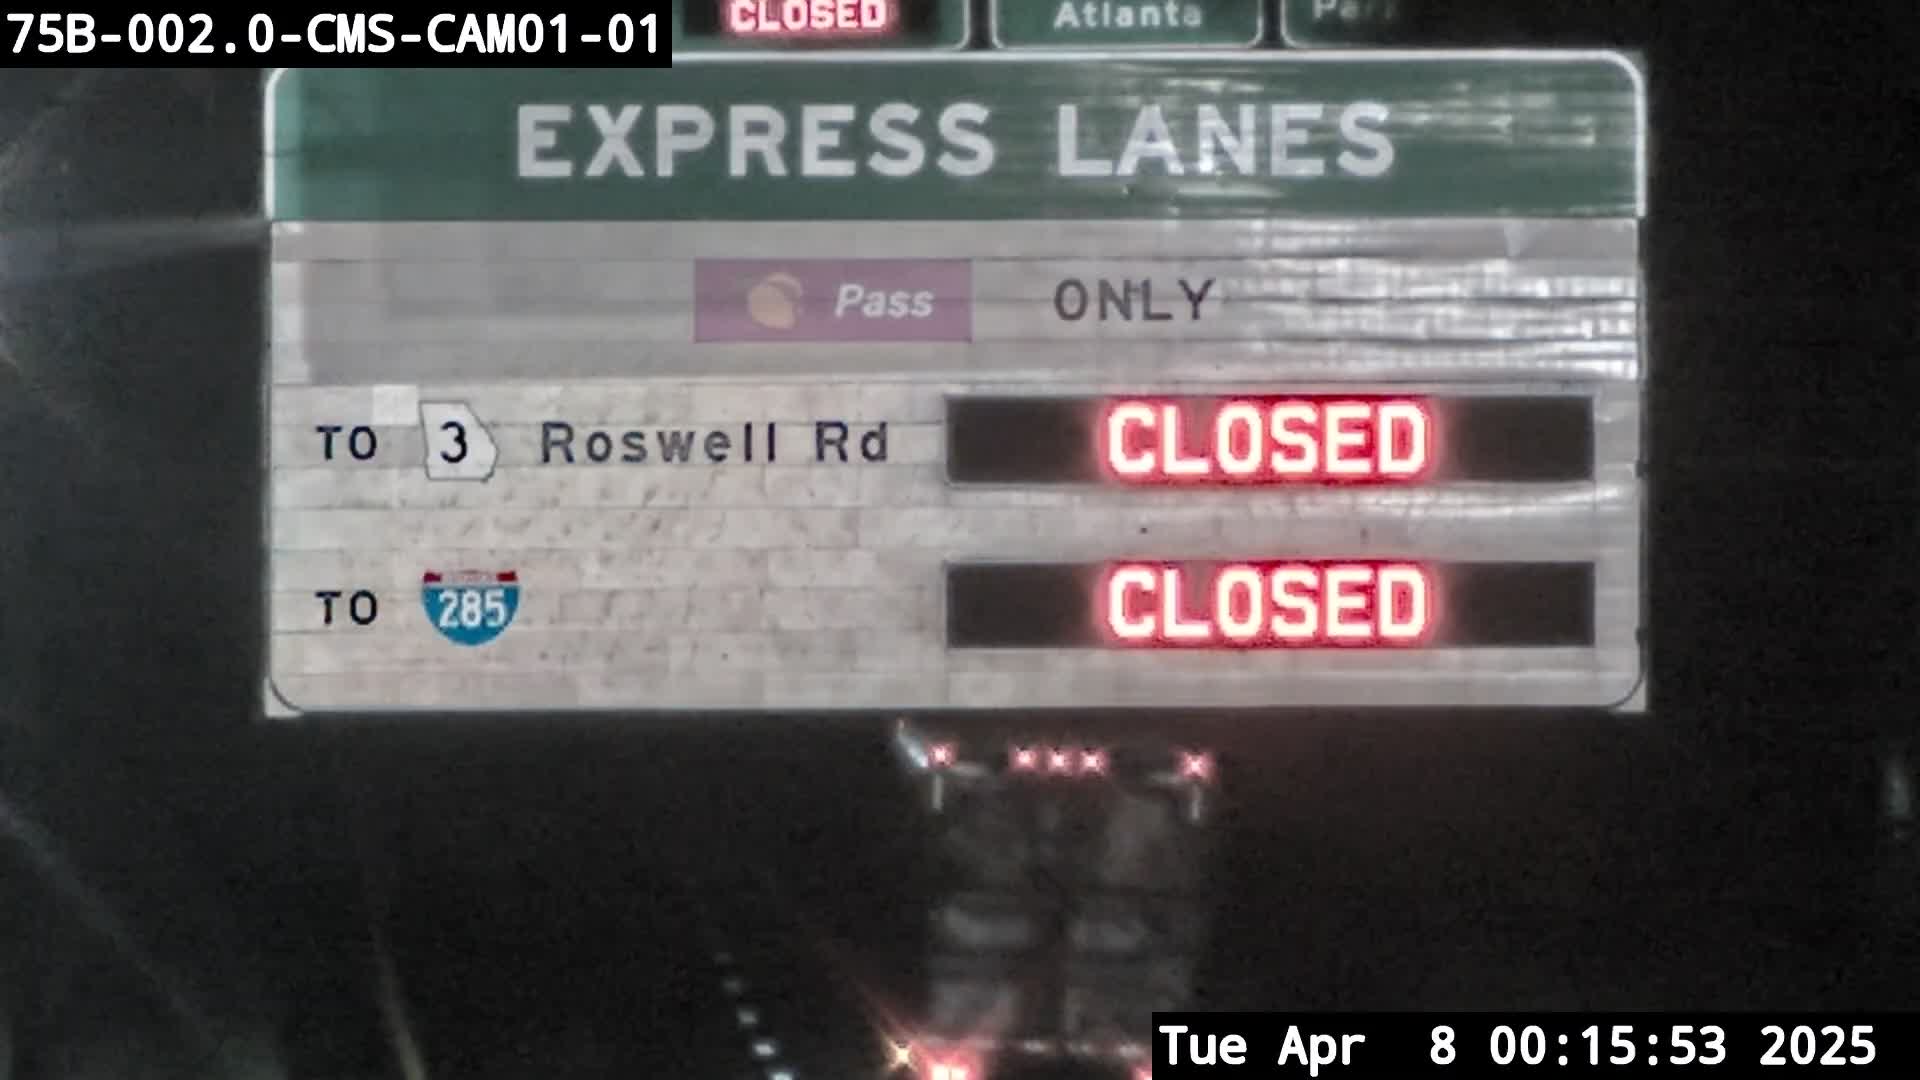 75B-002.0-CMS-CAM01-01
CLOSED
Atlanta
EXPRESS LANES
Pass ONLY
TO 3 Roswell Rd CLOSED
TO 285 CLOSED
Tue Apr 8 00:15:53 2025